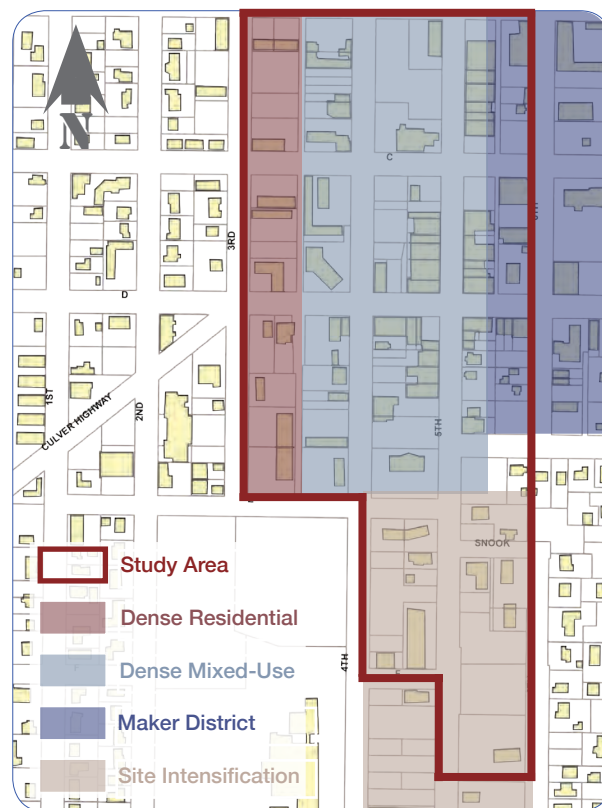 N
C
3RD
D
1ST
2ND
CULVER HIGHWAY
5TH
E
SNOOK
4TH
Study Area
Dense Residential
Dense Mixed-Use
Maker District
Site Intensification